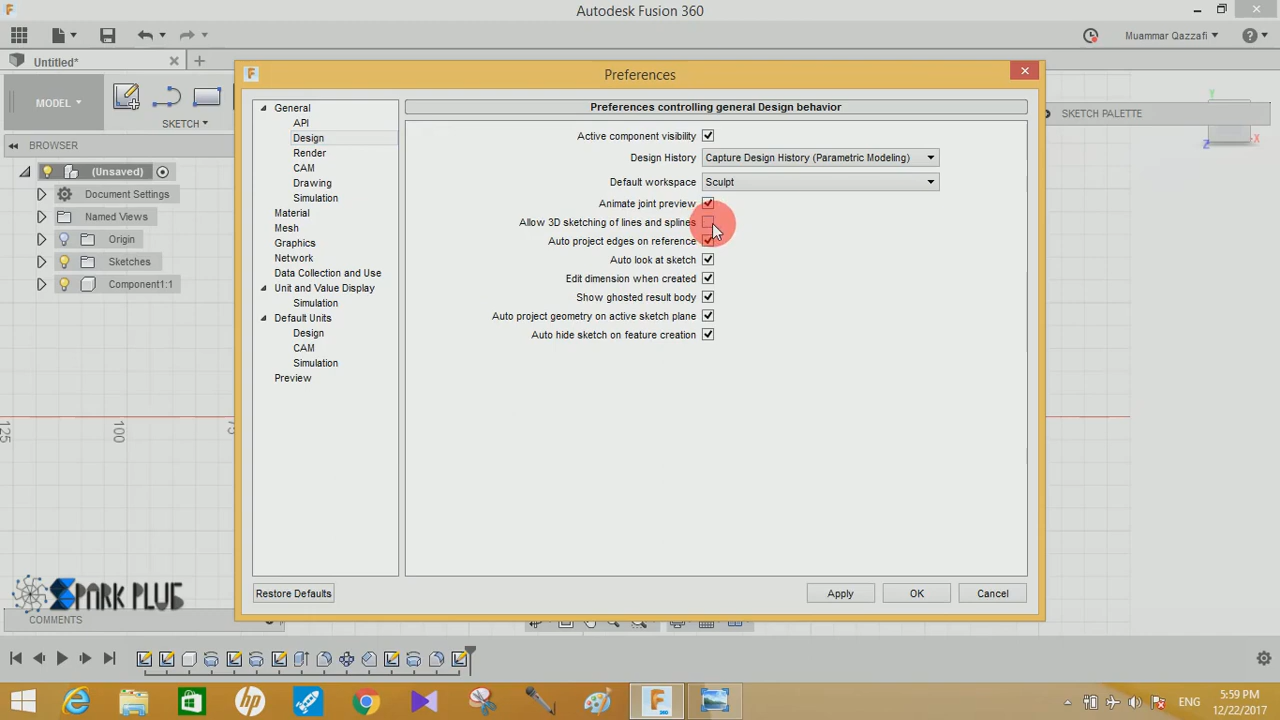 Autodesk Fusion 360
Muammar Qazzafi
Untitled*
Preferences
MODEL
SKETCH
SKETCH PALETTE
BROWSER
(Unsaved)
Document Settings
Named Views
Origin
Sketches
Component1:1
General
API
Design
Render
CAM
Drawing
Simulation
Material
Mesh
Graphics
Network
Data Collection and Use
Unit and Value Display
Simulation
Default Units
Design
CAM
Simulation
Preview
Preferences controlling general Design behavior
Active component visibility
Design History Capture Design History (Parametric Modeling)
Default workspace Sculpt
Animate joint preview
Allow 3D sketching of lines and splines
Auto project edges on reference
Auto look at sketch
Edit dimension when created
Show ghosted result body
Auto project geometry on active sketch plane
Auto hide sketch on feature creation
Restore Defaults
Apply
OK
Cancel
Y
X
Z
125
100
SPARK PLUG
COMMENTS
ENG
5:59 PM
12/22/2017